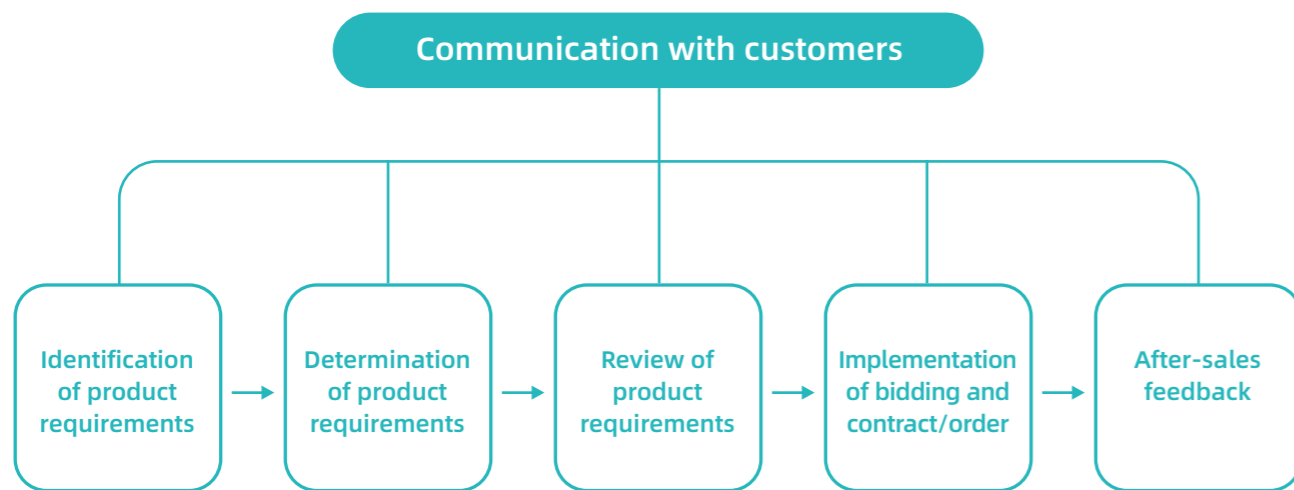 Communication with customers
Identification
of product
requirements
Determination
of product
requirements
Review of
product
requirements
Implementation
of bidding and
contract/order
After-sales
feedback